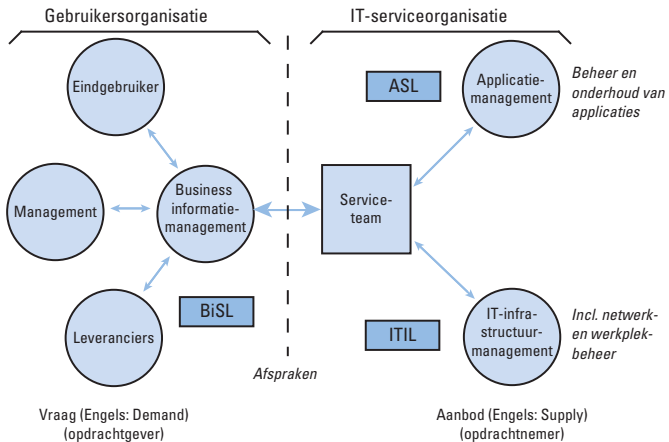 Gebruikersorganisatie
IT-serviceorganisatie
Eindgebruiker
ASL
Applicatie-
management
Beheer en
onderhoud van
applicaties
Management
Business
informatie-
management
Service-
team
BiSL
Leveranciers
ITIL
IT-infra-
structuur-
management
Incl. netwerk-
en werkplek-
beheer
Afspraken
Vraag (Engels: Demand)
(opdrachtgever)
Aanbod (Engels: Supply)
(opdrachtnemer)